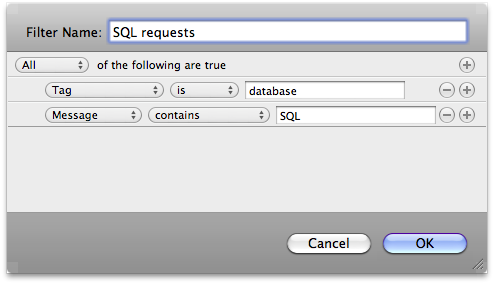 Filter Name: SQL requests
All of the following are true
Tag is database
Message contains SQL
Cancel OK